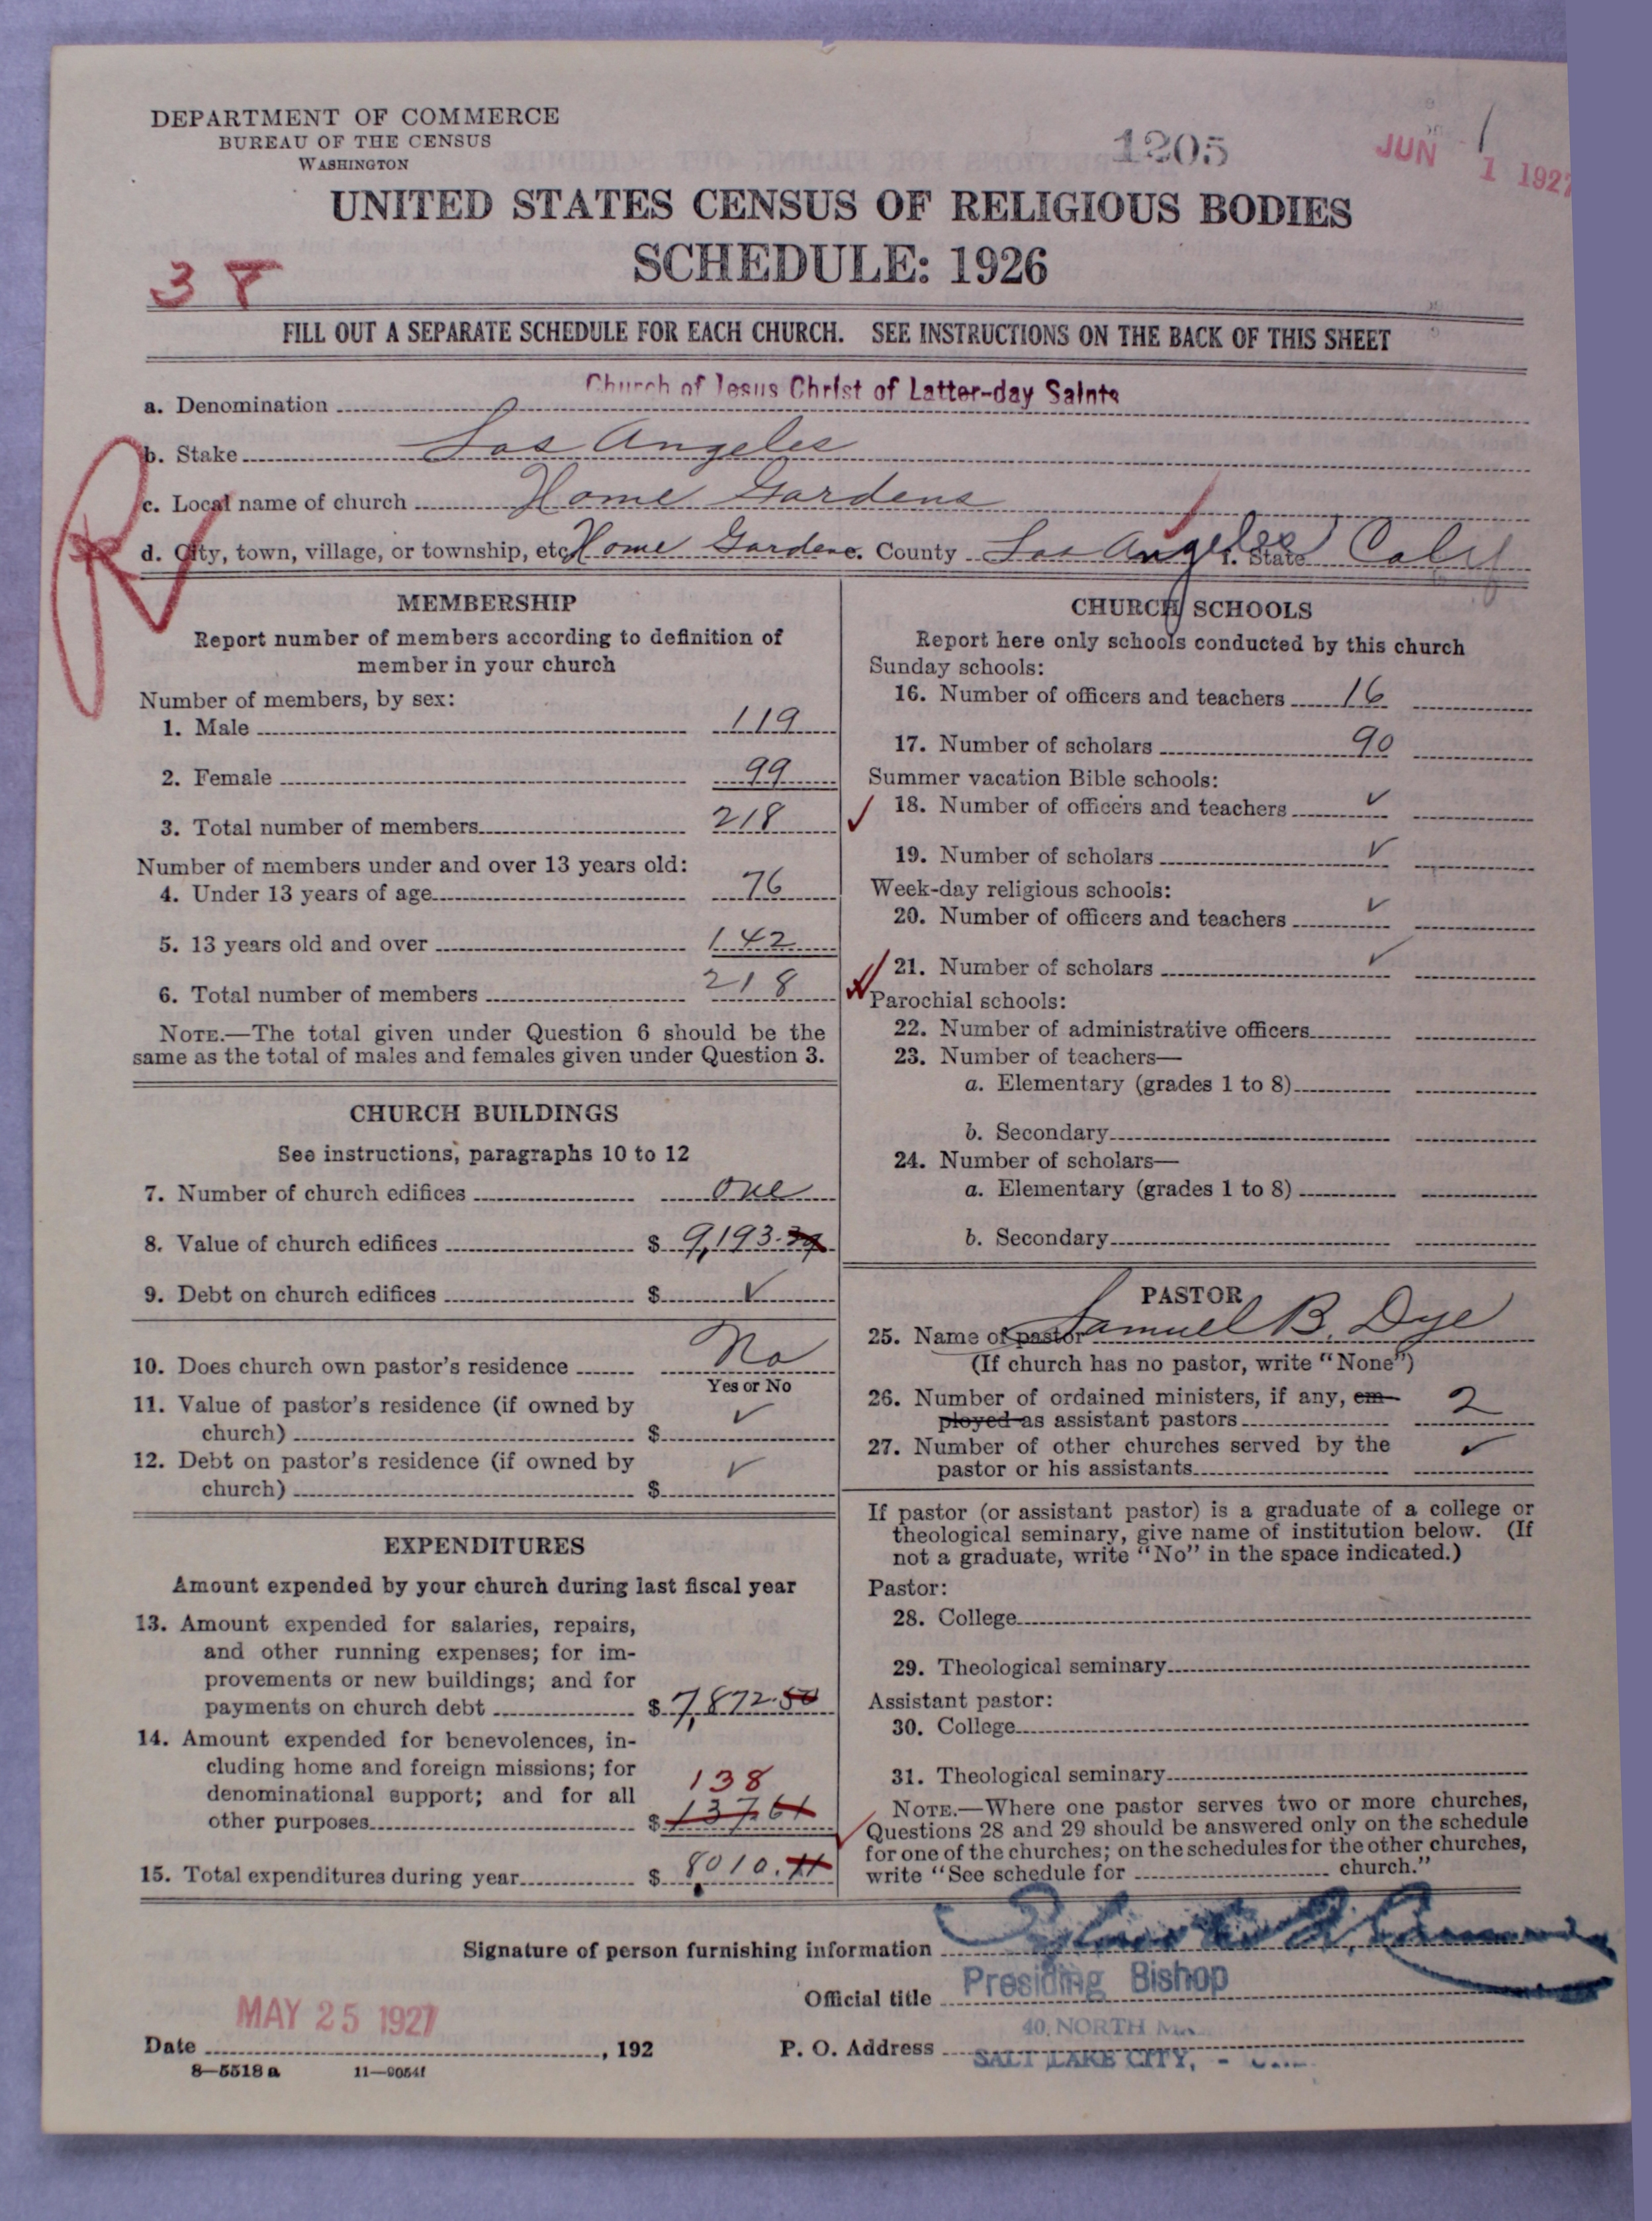 DEPARTMENT OF COMMERCE
BUREAU OF THE CENSUS
WASHINGTON
1205
JUN 1 1927
UNITED STATES CENSUS OF RELIGIOUS BODIES
SCHEDULE: 1926
FILL OUT A SEPARATE SCHEDULE FOR EACH CHURCH. SEE INSTRUCTIONS ON THE BACK OF THIS SHEET
a. Denomination Church of Jesus Christ of Latter-day Saints
b. Stake Los Angeles
c. Local name of church Home Gardens
d. City, town, village, or township, etc. Home Gardens e. County Los Angeles f. State Calif
MEMBERSHIP
Report number of members according to definition of
member in your church
Number of members, by sex:
1. Male 119
2. Female 99
3. Total number of members 218
Number of members under and over 13 years old:
4. Under 13 years of age 76
5. 13 years old and over 142
6. Total number of members 218
NOTE.—The total given under Question 6 should be the
same as the total of males and females given under Question 3.
CHURCH BUILDINGS
See instructions, paragraphs 10 to 12
7. Number of church edifices one
8. Value of church edifices $ 9,193.
9. Debt on church edifices $ ✓
10. Does church own pastor's residence No
Yes or No
11. Value of pastor's residence (if owned by ✓
church) $
12. Debt on pastor's residence (if owned by ✓
church) $
EXPENDITURES
Amount expended by your church during last fiscal year
13. Amount expended for salaries, repairs,
and other running expenses; for im-
provements or new buildings; and for
payments on church debt $ 7,872.50
14. Amount expended for benevolences, in-
cluding home and foreign missions; for
denominational support; and for all 138
other purposes $ 137.61
15. Total expenditures during year $ 8010.11
CHURCH SCHOOLS
Report here only schools conducted by this church
Sunday schools:
16. Number of officers and teachers 16
17. Number of scholars 90
Summer vacation Bible schools:
18. Number of officers and teachers ✓
19. Number of scholars ✓
Week-day religious schools:
20. Number of officers and teachers ✓
21. Number of scholars ✓
Parochial schools:
22. Number of administrative officers
23. Number of teachers—
a. Elementary (grades 1 to 8)
b. Secondary
24. Number of scholars—
a. Elementary (grades 1 to 8)
b. Secondary
PASTOR
25. Name of pastor Samuel B. Dye
(If church has no pastor, write "None")
26. Number of ordained ministers, if any, em-
ployed as assistant pastors 2
27. Number of other churches served by the ✓
pastor or his assistants
If pastor (or assistant pastor) is a graduate of a college or
theological seminary, give name of institution below. (If
not a graduate, write "No" in the space indicated.)
Pastor:
28. College
29. Theological seminary
Assistant pastor:
30. College
31. Theological seminary
NOTE.—Where one pastor serves two or more churches,
Questions 28 and 29 should be answered only on the schedule
for one of the churches; on the schedules for the other churches,
write "See schedule for church."
Signature of person furnishing information
Official title Presiding Bishop
MAY 25 1927
Date , 192
P. O. Address 40 NORTH
SALT LAKE CITY,
8—5518 a 11—9054f